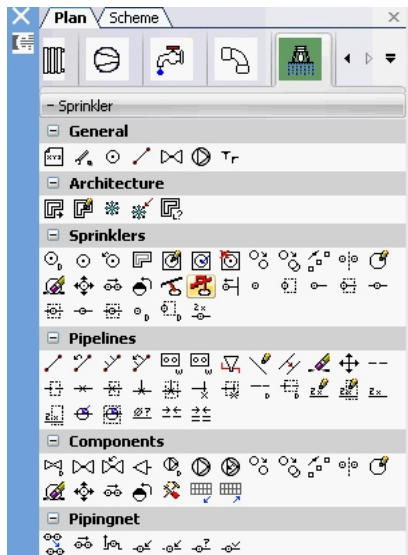 Plan Scheme
- Sprinkler
General
Architecture
Sprinklers
Pipelines
Components
Pipingnet